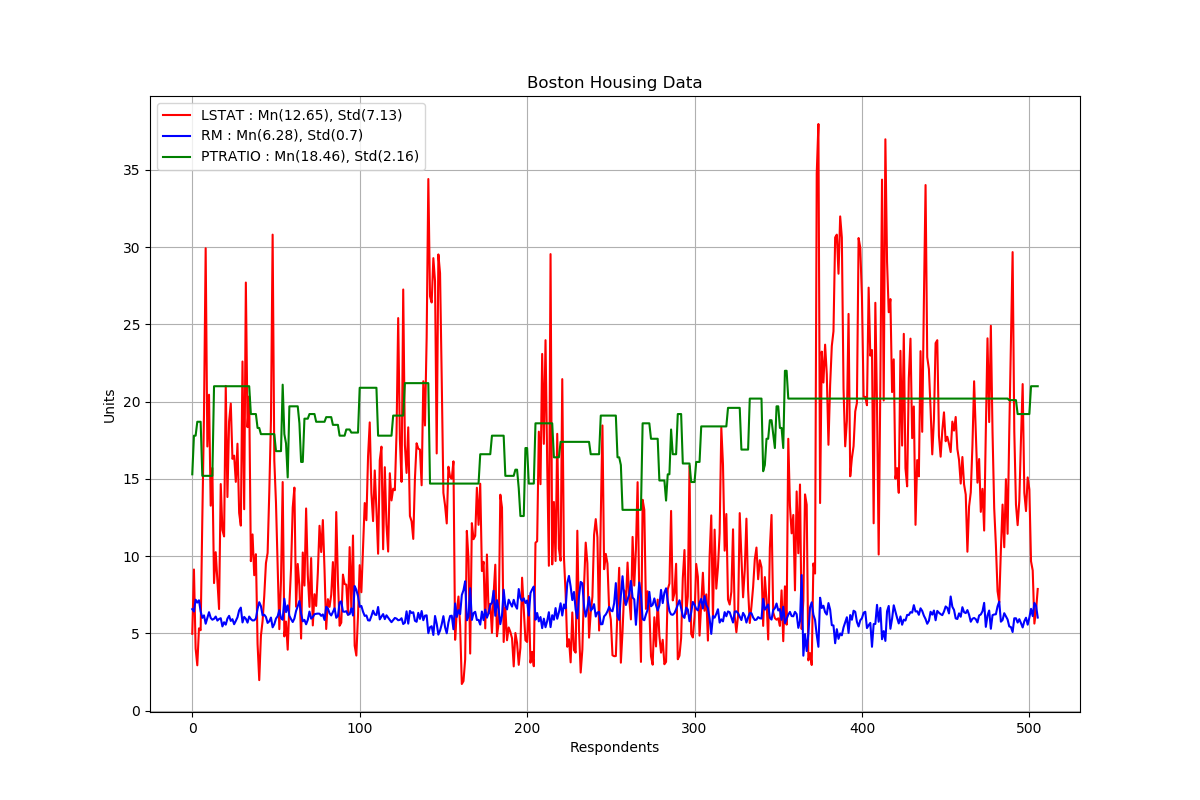 Boston Housing Data
LSTAT : Mn(12.65), Std(7.13)
RM : Mn(6.28), Std(0.7)
PTRATIO : Mn(18.46), Std(2.16)
35
30
25
20
15
10
5
0
Units
0 100 200 300 400 500
Respondents